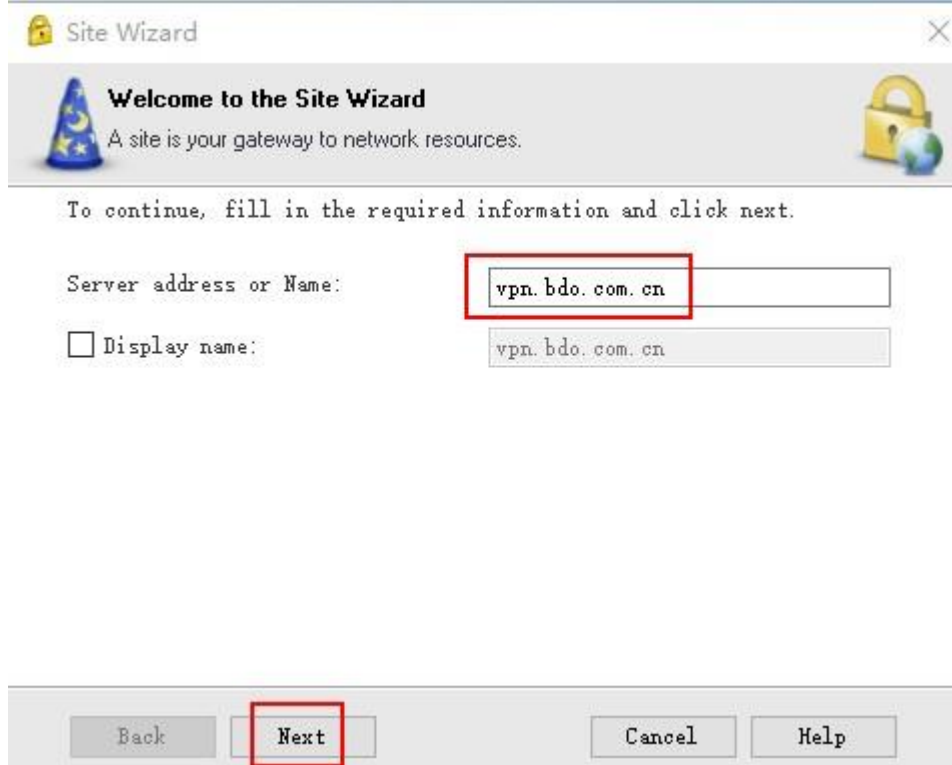 Site Wizard
Welcome to the Site Wizard
A site is your gateway to network resources.
To continue, fill in the required information and click next.
Server address or Name: vpn.bdo.com.cn
Display name: vpn.bdo.com.cn
Back Next Cancel Help